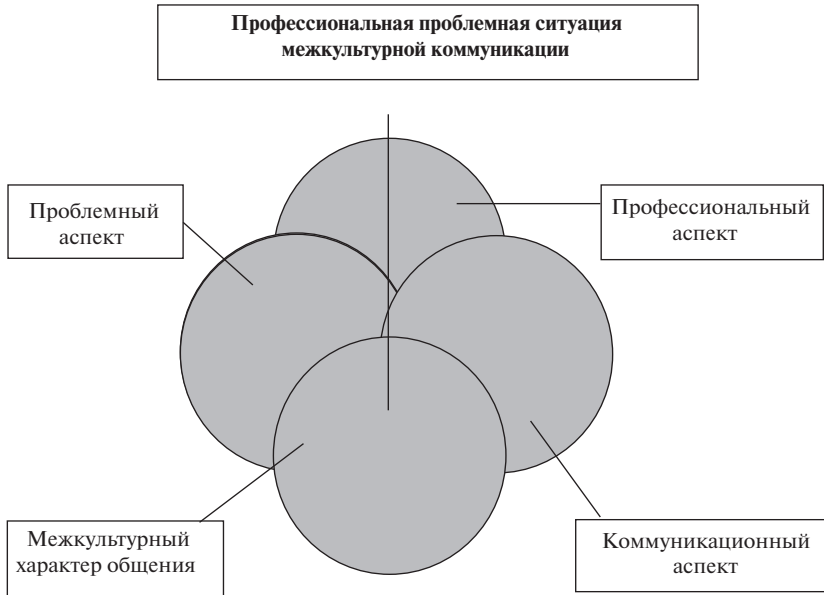 Профессиональная проблемная ситуация
межкультурной коммуникации
Проблемный
аспект
Профессиональный
аспект
Межкультурный
характер общения
Коммуникационный
аспект